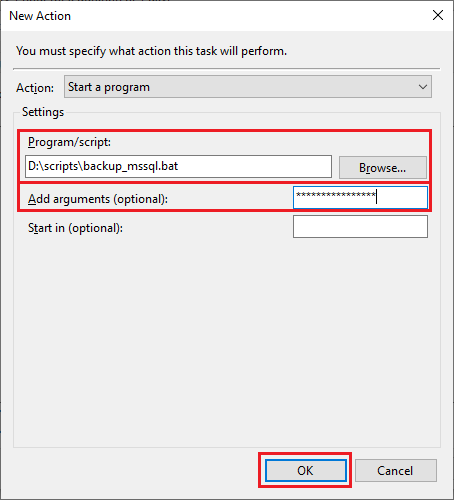 New Action
You must specify what action this task will perform.
Action: Start a program
Settings
Program/script:
D:\scripts\backup_mssql.bat Browse...
Add arguments (optional): ****************
Start in (optional):
OK Cancel